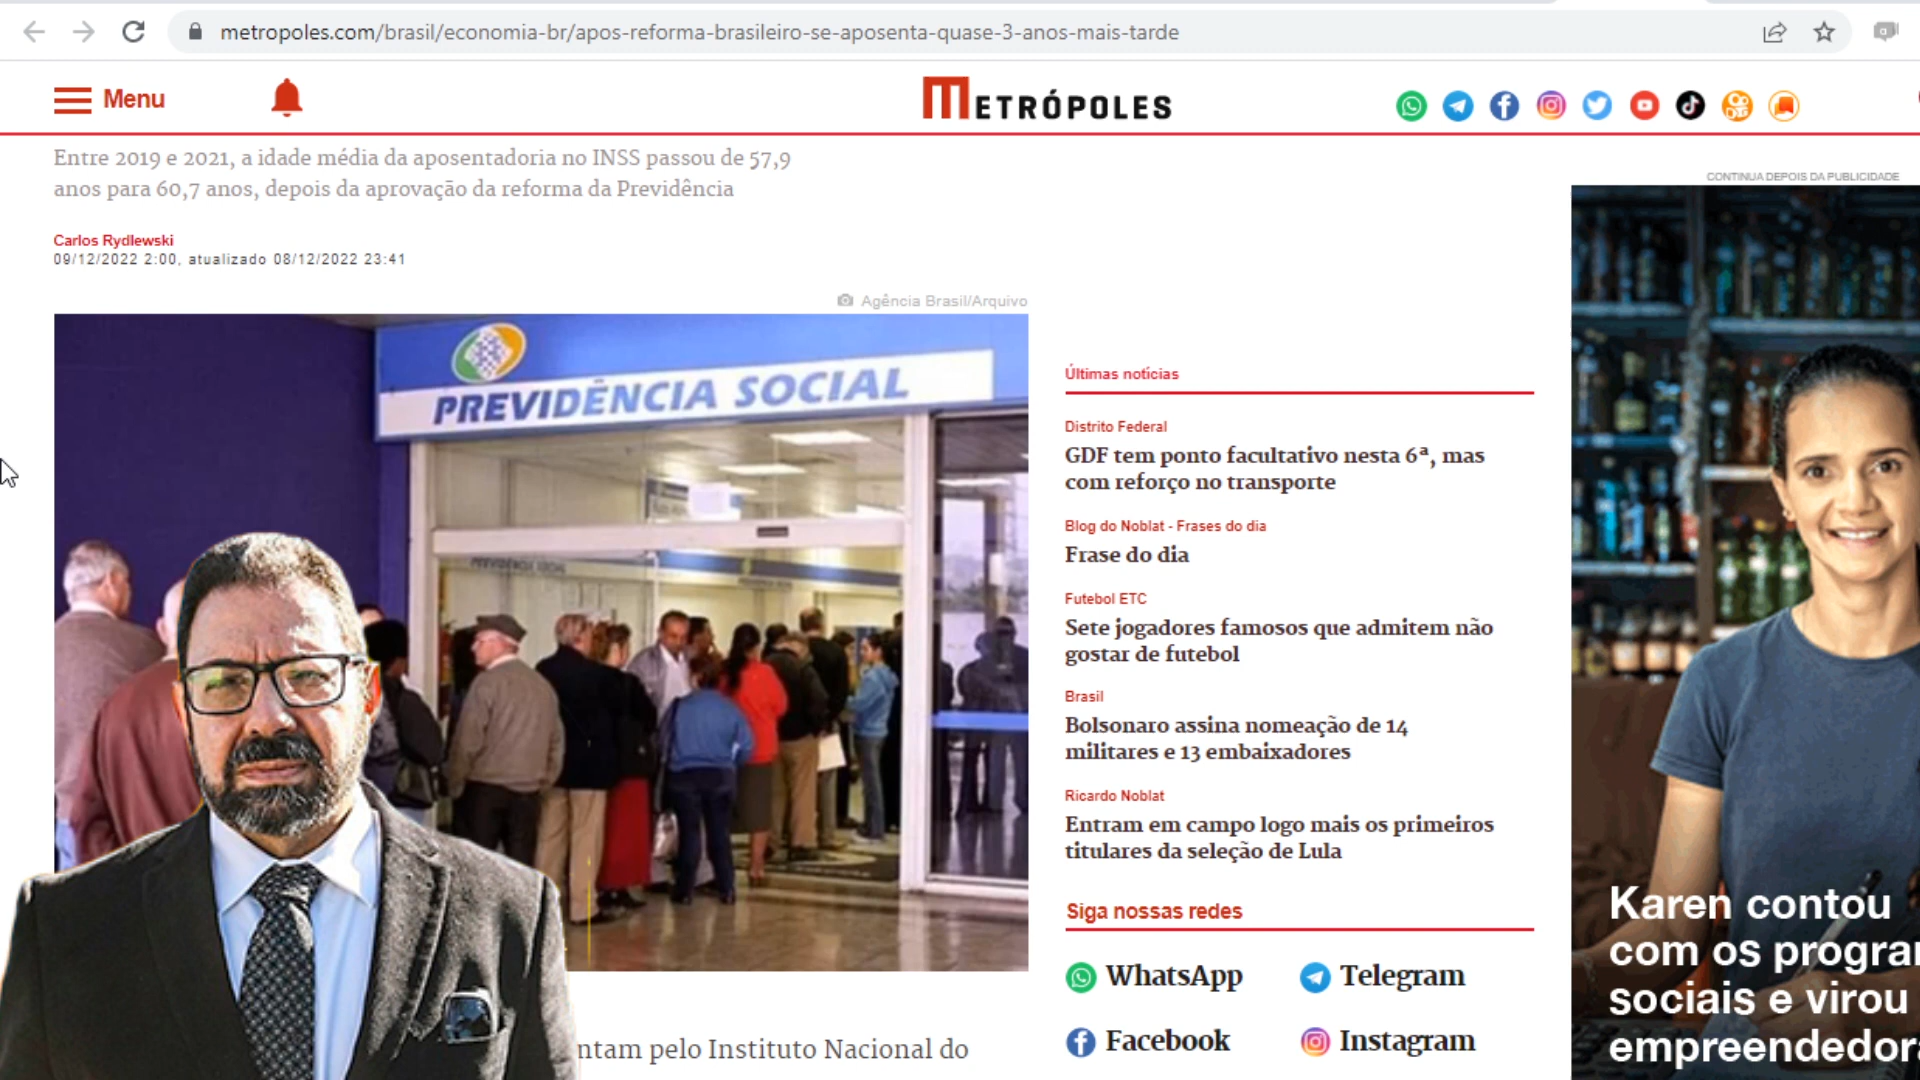 metropoles.com/brasil/economia-br/apos-reforma-brasileiro-se-aposenta-quase-3-anos-mais-tarde
Menu
METRÓPOLES
Entre 2019 e 2021, a idade média da aposentadoria no INSS passou de 57,9
anos para 60,7 anos, depois da aprovação da reforma da Previdência
Carlos Rydlewski
09/12/2022 2:00, atualizado 08/12/2022 23:41
Agência Brasil/Arquivo
PREVIDÊNCIA SOCIAL
ntam pelo Instituto Nacional do
Últimas notícias
Distrito Federal
GDF tem ponto facultativo nesta 6ª, mas
com reforço no transporte
Blog do Noblat - Frases do dia
Frase do dia
Futebol ETC
Sete jogadores famosos que admitem não
gostar de futebol
Brasil
Bolsonaro assina nomeação de 14
militares e 13 embaixadores
Ricardo Noblat
Entram em campo logo mais os primeiros
titulares da seleção de Lula
Siga nossas redes
WhatsApp
Telegram
Facebook
Instagram
CONTINUA DEPOIS DA PUBLICIDADE
Karen contou
com os progra
sociais e virou
empreendedora